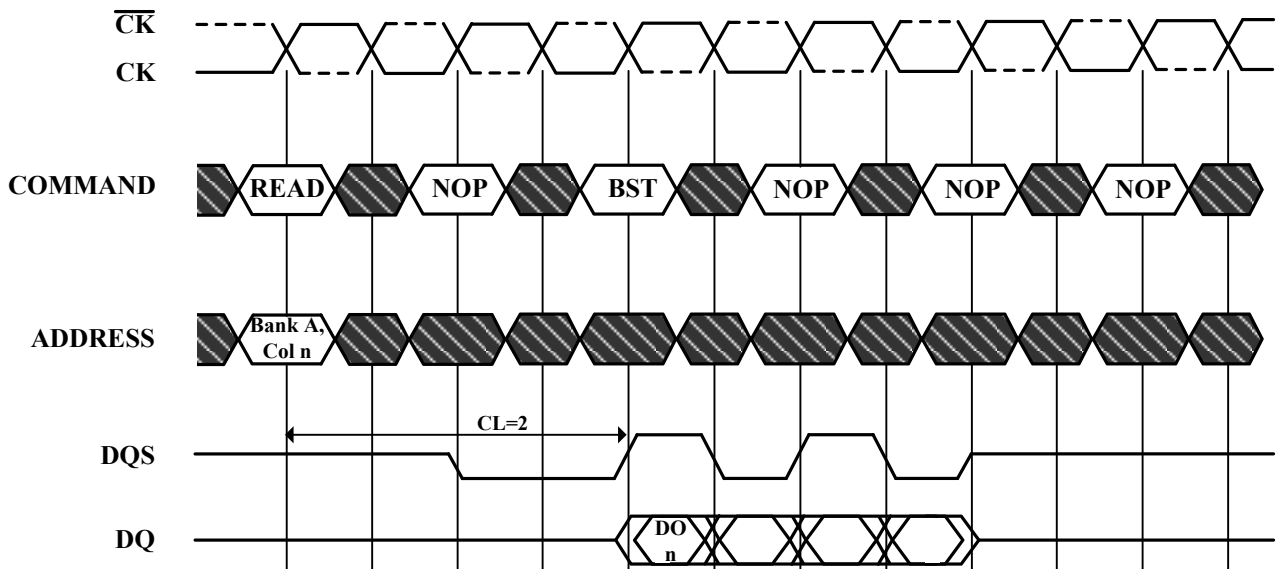 CK
CK
COMMAND
READ
NOP
BST
NOP
NOP
NOP
ADDRESS
Bank A,
Col n
CL=2
DQS
DQ
DO
n